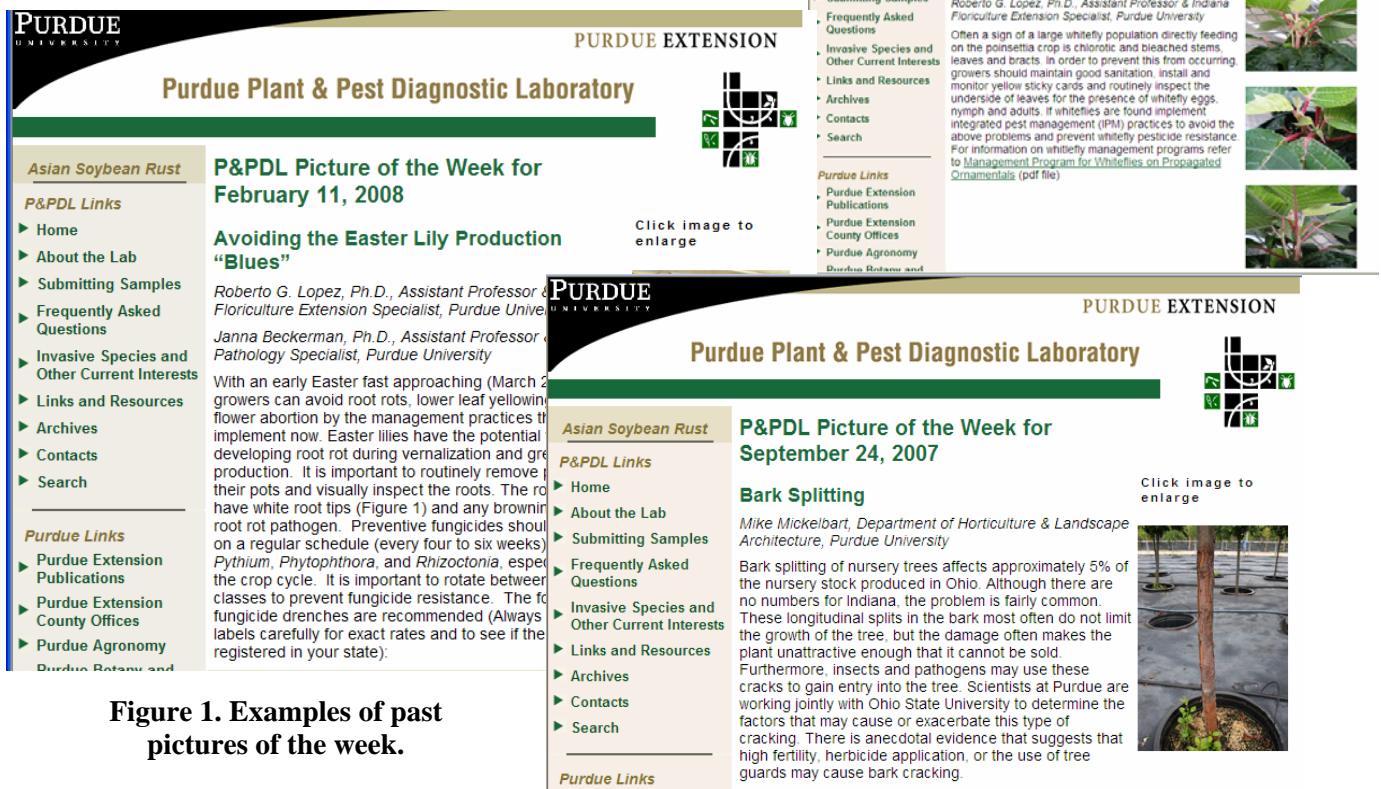 PURDUE
UNIVERSITY
PURDUE EXTENSION
Purdue Plant & Pest Diagnostic Laboratory
Asian Soybean Rust
P&PDL Links
Home
About the Lab
Submitting Samples
Frequently Asked
Questions
Invasive Species and
Other Current Interests
Links and Resources
Archives
Contacts
Search
Purdue Links
Purdue Extension
Publications
Purdue Extension
County Offices
Purdue Agronomy
Purdue Botany and
P&PDL Picture of the Week for
February 11, 2008
Click image to
enlarge
Avoiding the Easter Lily Production
“Blues”
Roberto G. Lopez, Ph.D., Assistant Professor &
Floriculture Extension Specialist, Purdue
Janna Beckerman, Ph.D., Assistant Professor
Pathology Specialist, Purdue University
With an early Easter fast approaching (March
growers can avoid root rots, lower leaf yellowing
flower abortion by the management practices
implement now. Easter lilies have the potential
developing root rot during vernalization and
production. It is important to routinely remove
their pots and visually inspect the roots. The
have white root tips (Figure 1) and any
root rot pathogen. Preventive fungicides
on a regular schedule (every four to six weeks)
Pythium, Phytophthora, and Rhizoctonia,
the crop cycle. It is important to rotate between
classes to prevent fungicide resistance. The
fungicide drenches are recommended (Always
labels carefully for exact rates and to see if the
registered in your state):
Submitting Samples
Frequently Asked
Questions
Invasive Species and
Other Current Interests
Links and Resources
Archives
Contacts
Search
Purdue Links
Purdue Extension
Publications
Purdue Extension
County Offices
Purdue Agronomy
Purdue Botany and
Roberto G. Lopez, Ph.D., Assistant Professor & Indiana
Floriculture Extension Specialist, Purdue University
Often a sign of a large whitefly population directly feeding
on the poinsettia crop is chlorotic and bleached stems,
leaves and bracts. In order to prevent this from occurring,
growers should maintain good sanitation, install and
monitor yellow sticky cards and routinely inspect the
underside of leaves for the presence of whitefly eggs,
nymph and adults. If whiteflies are found implement
integrated pest management (IPM) practices to avoid the
above problems and prevent whitefly pesticide resistance.
For information on whitefly management programs refer
to Management Program for Whiteflies on Propagated
Ornamentals (pdf file)
PURDUE
UNIVERSITY
PURDUE EXTENSION
Purdue Plant & Pest Diagnostic Laboratory
Asian Soybean Rust
P&PDL Links
Home
About the Lab
Submitting Samples
Frequently Asked
Questions
Invasive Species and
Other Current Interests
Links and Resources
Archives
Contacts
Search
Purdue Links
P&PDL Picture of the Week for
September 24, 2007
Click image to
enlarge
Bark Splitting
Mike Mickelbart, Department of Horticulture & Landscape
Architecture, Purdue University
Bark splitting of nursery trees affects approximately 5% of
the nursery stock produced in Ohio. Although there are
no numbers for Indiana, the problem is fairly common.
These longitudinal splits in the bark most often do not limit
the growth of the tree, but the damage often makes the
plant unattractive enough that it cannot be sold.
Furthermore, insects and pathogens may use these
cracks to gain entry into the tree. Scientists at Purdue are
working jointly with Ohio State University to determine the
factors that may cause or exacerbate this type of
cracking. There is anecdotal evidence that suggests that
high fertility, herbicide application, or the use of tree
guards may cause bark cracking.
Figure 1. Examples of past
pictures of the week.